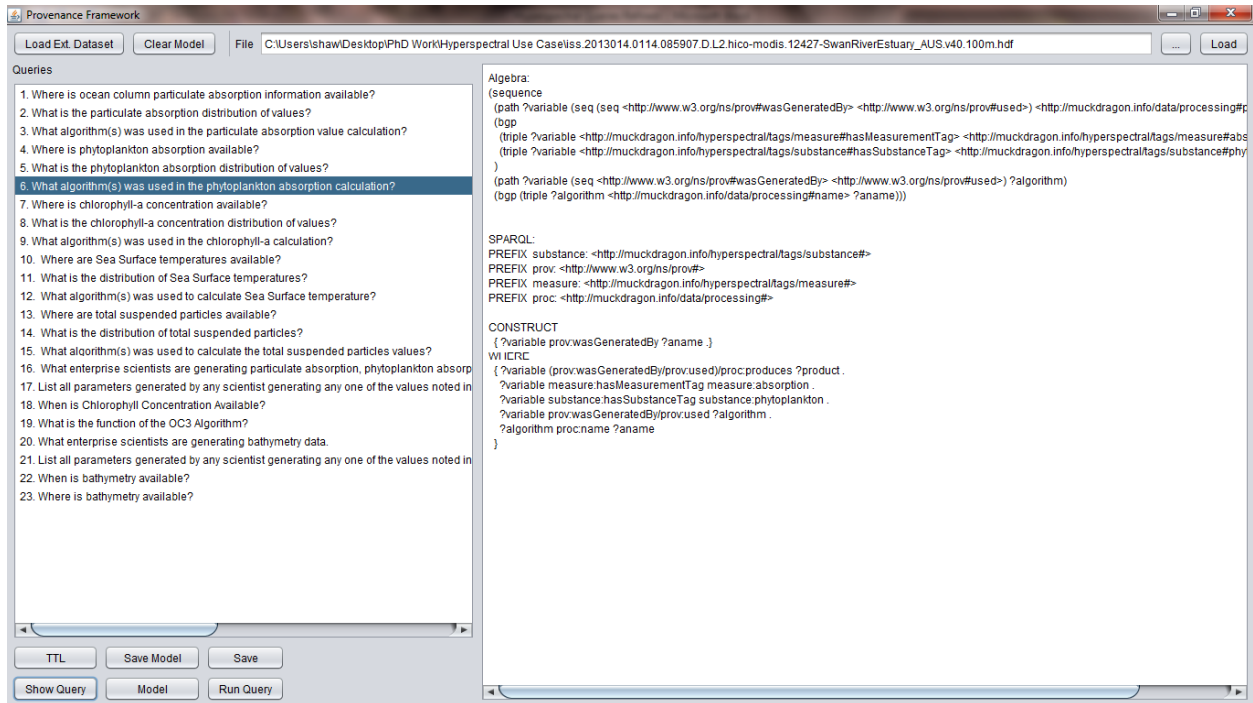 Provenance Framework
Load Ext. Dataset Clear Model File C:\Users\shaw\Desktop\PhD Work\Hyperspectral Use Case\iss.2013014.0114.085907.D.L2.hico-modis.12427-SwanRiverEstuary_AUS.v40.100m.hdf ... Load
Queries
1. Where is ocean column particulate absorption information available?
2. What is the particulate absorption distribution of values?
3. What algorithm(s) was used in the particulate absorption value calculation?
4. Where is phytoplankton absorption available?
5. What is the phytoplankton absorption distribution of values?
6. What algorithm(s) was used in the phytoplankton absorption calculation?
7. Where is chlorophyll-a concentration available?
8. What is the chlorophyll-a concentration distribution of values?
9. What algorithm(s) was used in the chlorophyll-a calculation?
10. Where are Sea Surface temperatures available?
11. What is the distribution of Sea Surface temperatures?
12. What algorithm(s) was used to calculate Sea Surface temperature?
13. Where are total suspended particles available?
14. What is the distribution of total suspended particles?
15. What algorithm(s) was used to calculate the total suspended particles values?
16. What enterprise scientists are generating particulate absorption, phytoplankton absorp
17. List all parameters generated by any scientist generating any one of the values noted in
18. When is Chlorophyll Concentration Available?
19. What is the function of the OC3 Algorithm?
20. What enterprise scientists are generating bathymetry data.
21. List all parameters generated by any scientist generating any one of the values noted in
22. When is bathymetry available?
23. Where is bathymetry available?
TTL Save Model Save
Show Query Model Run Query
Algebra:
(sequence
(path ?variable (seq (seq <http://www.w3.org/ns/prov#wasGeneratedBy> <http://www.w3.org/ns/prov#used>) <http://muckdragon.info/data/processing#p
(bgp
(triple ?variable <http://muckdragon.info/hyperspectral/tags/measure#hasMeasurementTag> <http://muckdragon.info/hyperspectral/tags/measure#abs
(triple ?variable <http://muckdragon.info/hyperspectral/tags/substance#hasSubstanceTag> <http://muckdragon.info/hyperspectral/tags/substance#phy
)
(path ?variable (seq <http://www.w3.org/ns/prov#wasGeneratedBy> <http://www.w3.org/ns/prov#used>) ?algorithm)
(bgp (triple ?algorithm <http://muckdragon.info/data/processing#name> ?aname)))
SPARQL:
PREFIX substance: <http://muckdragon.info/hyperspectral/tags/substance#>
PREFIX prov: <http://www.w3.org/ns/prov#>
PREFIX measure: <http://muckdragon.info/hyperspectral/tags/measure#>
PREFIX proc: <http://muckdragon.info/data/processing#>
CONSTRUCT
{ ?variable prov:wasGeneratedBy ?aname .}
WHERE
{ ?variable (prov:wasGeneratedBy/prov:used)/proc:produces ?product .
?variable measure:hasMeasurementTag measure:absorption .
?variable substance:hasSubstanceTag substance:phytoplankton .
?variable prov:wasGeneratedBy/prov:used ?algorithm .
?algorithm proc:name ?aname
}